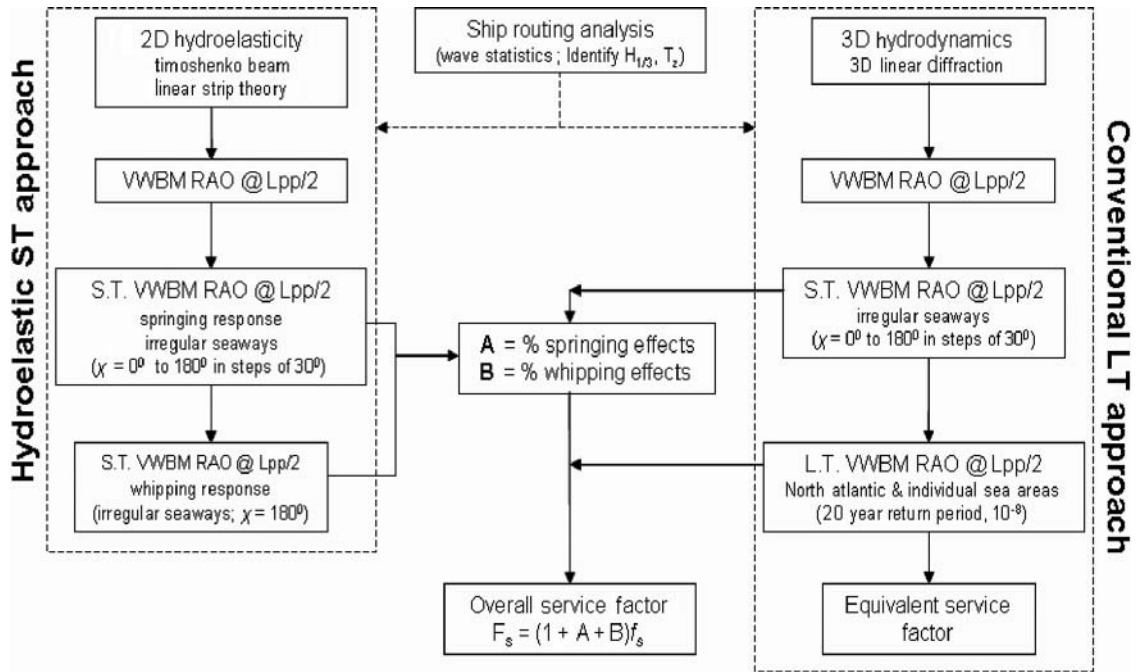 Hydroelastic ST approach
2D hydroelasticity
timoshenko beam
linear strip theory
VWBM RAO @ Lpp/2
S.T. VWBM RAO @ Lpp/2
springing response
irregular seaways
(χ = 0⁰ to 180⁰ in steps of 30⁰)
S.T. VWBM RAO @ Lpp/2
whipping response
(irregular seaways; χ = 180⁰)
Ship routing analysis
(wave statistics ; Identify H1/3, Tz)
A = % springing effects
B = % whipping effects
Overall service factor
Fs = (1 + A + B)fs
3D hydrodynamics
3D linear diffraction
VWBM RAO @ Lpp/2
S.T. VWBM RAO @ Lpp/2
irregular seaways
(χ = 0⁰ to 180⁰ in steps of 30⁰)
L.T. VWBM RAO @ Lpp/2
North atlantic & individual sea areas
(20 year return period, 10⁻⁸)
Equivalent service
factor
Conventional LT approach